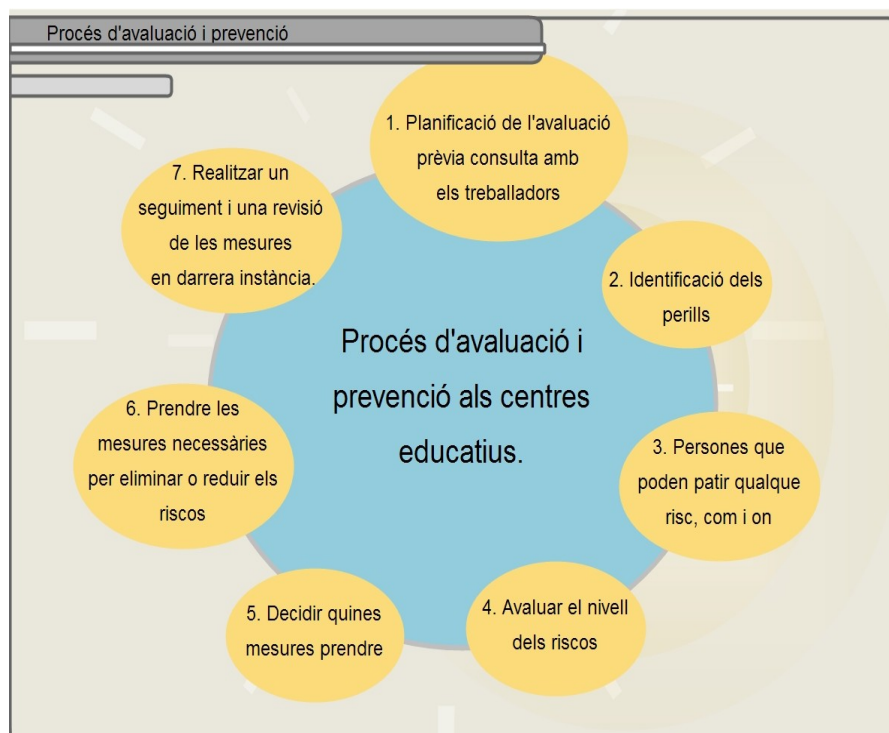 Procés d'avaluació i prevenció
1. Planificació de l'avaluació
prèvia consulta amb
els treballadors
2. Identificació dels
perills
3. Persones que
poden patir qualque
risc, com i on
4. Avaluar el nivell
dels riscos
5. Decidir quines
mesures prendre
6. Prendre les
mesures necessàries
per eliminar o reduir els
riscos
7. Realitzar un
seguiment i una revisió
de les mesures
en darrera instància.
Procés d'avaluació i
prevenció als centres
educatius.